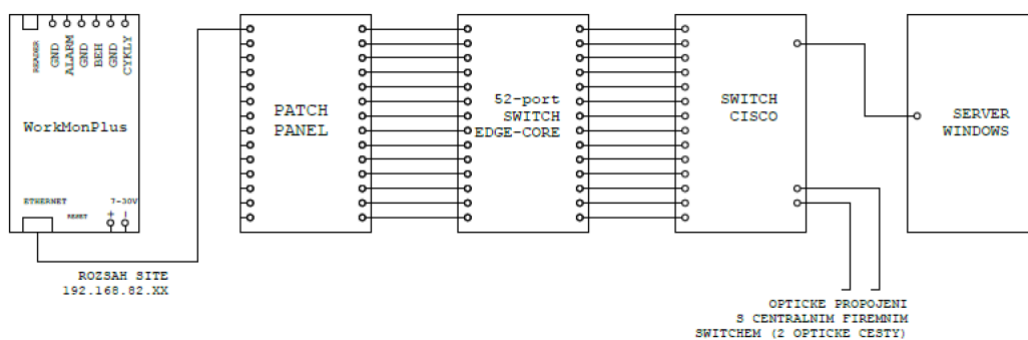 READER
GND
ALARM
GND
BEH
GND
CYKLY
WorkMonPlus
ETHERNET
7-30V
RESET
+
-
ROZSAH SITE
192.168.82.XX
PATCH
PANEL
52-port
SWITCH
EDGE-CORE
SWITCH
CISCO
SERVER
WINDOWS
OPTICKE PROPOJENI
S CENTRALNIM FIREMNIM
SWITCHEM (2 OPTICKE CESTY)